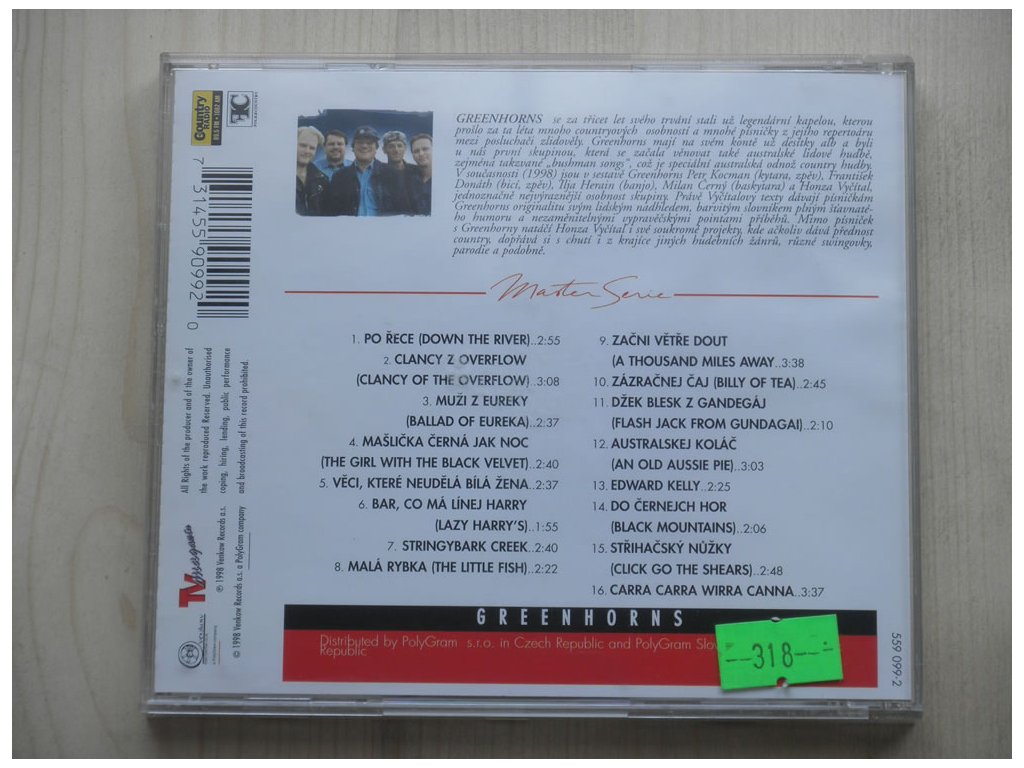 GREENHORNS se za třicet let svého trvání stali už legendární kapelou, kterou
prošlo za ta léta mnoho countryových osobností a mnohé písničky z jejího repertoáru
mezi posluchači zlidověly. Greenhorns mají na svém kontě už desítky alb a byli
u nás první skupinou, která se začala věnovat také australské lidové hudbě,
zejména takzvané „bushman songs", což je speciální australská odnož country hudby.
V současnosti (1998) jsou v sestavě Greenhorns Petr Kocman (kytara, zpěv), František
Donáth (bicí, zpěv), Ilja Herain (banjo), Milan Černý (baskytara) a Honza Vyčítal,
jednoznačně nejvýraznější osobnost skupiny. Právě Vyčítalovy texty dávají písničkám
Greenhorns originalitu svým lidským nadhledem, barvitým slovníkem plným šťavnaté-
ho humoru a nezaměnitelnými vypravěčskými pointami příběhů. Mimo písniček
s Greenhorny natáčí Honza Vyčítal i své soukromé projekty, kde ačkoliv dává přednost
country, dopřává si s chutí i z krajíce jiných hudebních žánrů, různé swingovky,
parodie a podobně.
Master Serie
1. PO ŘECE (DOWN THE RIVER)..2:55
2. CLANCY Z OVERFLOW
(CLANCY OF THE OVERFLOW)..3:08
3. MUŽI Z EUREKY
(BALLAD OF EUREKA)..2:37
4. MAŠLIČKA ČERNÁ JAK NOC
(THE GIRL WITH THE BLACK VELVET)..2:40
5. VĚCI, KTERÉ NEUDĚLÁ BÍLÁ ŽENA..2:37
6. BAR, CO MÁ LÍNEJ HARRY
(LAZY HARRY'S)..1:55
7. STRINGYBARK CREEK..2:40
8. MALÁ RYBKA (THE LITTLE FISH)..2:22
9. ZAČNI VĚTŘE DOUT
(A THOUSAND MILES AWAY..3:38
10. ZÁZRAČNEJ ČAJ (BILLY OF TEA)..2:45
11. DŽEK BLESK Z GANDEGÁJ
(FLASH JACK FROM GUNDAGAI)..2:10
12. AUSTRALSKEJ KOLÁČ
(AN OLD AUSSIE PIE)..3:03
13. EDWARD KELLY..2:25
14. DO ČERNEJCH HOR
(BLACK MOUNTAINS)..2:06
15. STŘIHAČSKÝ NŮŽKY
(CLICK GO THE SHEARS)..2:48
16. CARRA CARRA WIRRA CANNA..3:37
GREENHORNS
Distributed by PolyGram s.r.o. in Czech Republic and PolyGram
Republic
--318--
559 099-2
Country
RADIO
89.5 FM • 1062 AM
7 31455 90992 0
All Rights of the producer and of the owner of
the work reproduced Reserved. Unauthorised
coping, hiring, lending, public performance
and broadcasting of this record prohibited.
TV
℗ 1998 Venkow Records a.s.
© 1998 Venkow Records a.s. a PolyGram company